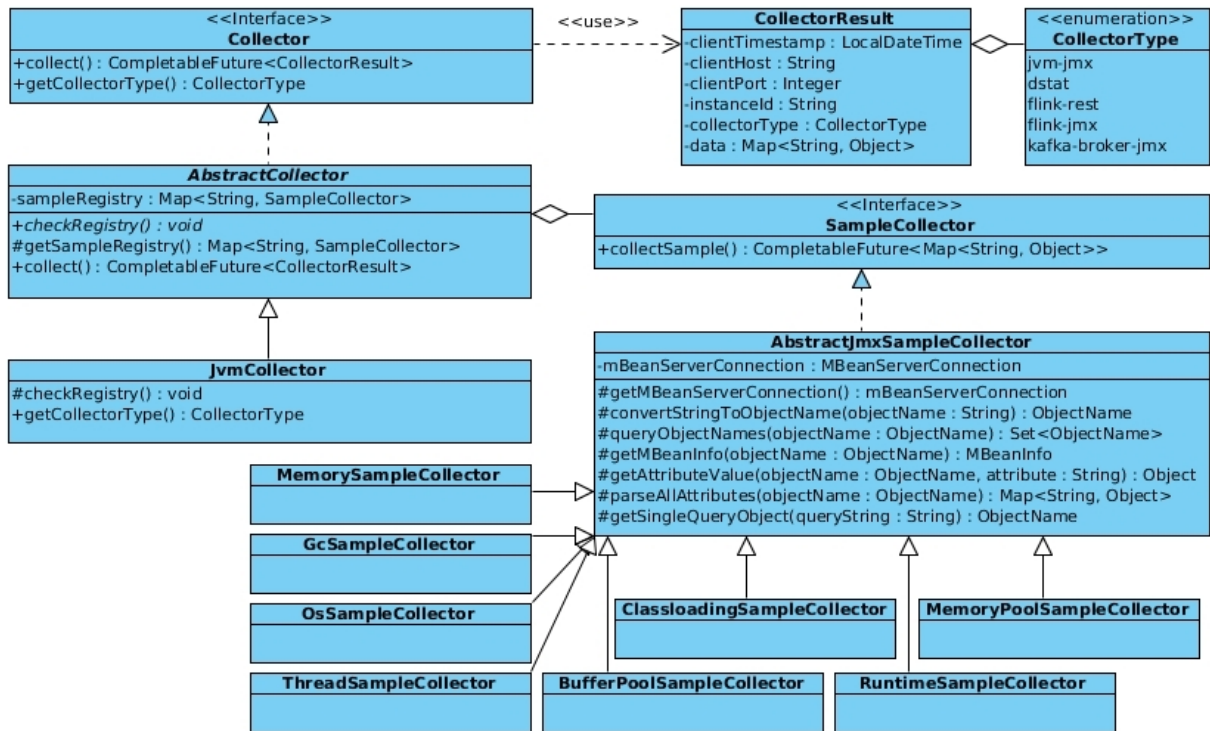 <<Interface>>
Collector
+collect() : CompletableFuture<CollectorResult>
+getCollectorType() : CollectorType
<<use>>
CollectorResult
-clientTimestamp : LocalDateTime
-clientHost : String
-clientPort : Integer
-instanceId : String
-collectorType : CollectorType
-data : Map<String, Object>
<<enumeration>>
CollectorType
jvm-jmx
dstat
flink-rest
flink-jmx
kafka-broker-jmx
AbstractCollector
-sampleRegistry : Map<String, SampleCollector>
+checkRegistry() : void
#getSampleRegistry() : Map<String, SampleCollector>
+collect() : CompletableFuture<CollectorResult>
<<Interface>>
SampleCollector
+collectSample() : CompletableFuture<Map<String, Object>>
JvmCollector
#checkRegistry() : void
+getCollectorType() : CollectorType
AbstractJmxSampleCollector
-mBeanServerConnection : MBeanServerConnection
#getMBeanServerConnection() : mBeanServerConnection
#convertStringToObjectName(objectName : String) : ObjectName
#queryObjectNames(objectName : ObjectName) : Set<ObjectName>
#getMBeanInfo(objectName : ObjectName) : MBeanInfo
#getAttributeValue(objectName : ObjectName, attribute : String) : Object
#parseAllAttributes(objectName : ObjectName) : Map<String, Object>
#getSingleQueryObject(queryString : String) : ObjectName
MemorySampleCollector
GcSampleCollector
OsSampleCollector
ClassloadingSampleCollector
MemoryPoolSampleCollector
ThreadSampleCollector
BufferPoolSampleCollector
RuntimeSampleCollector